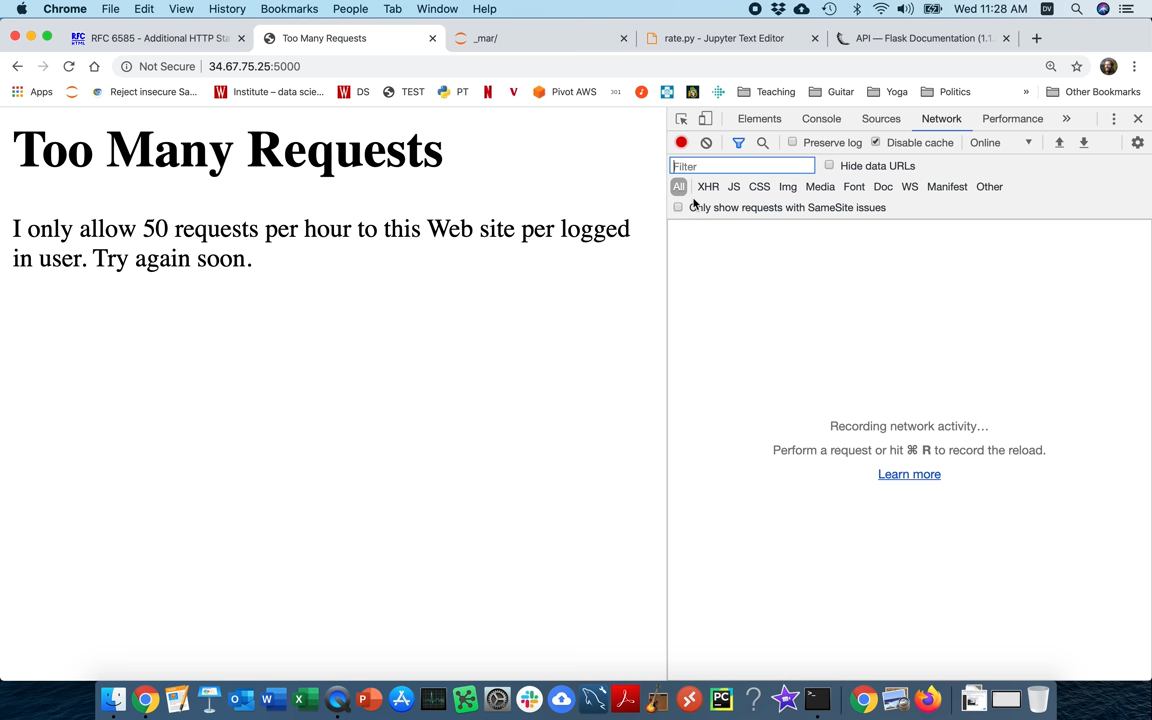 Chrome File Edit View History Bookmarks People Tab Window Help Wed 11:28 AM DV
RFC 6585 - Additional HTTP Sta Too Many Requests _mar/ rate.py - Jupyter Text Editor API — Flask Documentation (1.1.
Not Secure 34.67.75.25:5000
Apps Reject insecure Sa... Institute – data scie... DS TEST PT N V Pivot AWS Teaching Guitar Yoga Politics » Other Bookmarks
Elements Console Sources Network Performance »
Preserve log Disable cache Online
Filter Hide data URLs
All XHR JS CSS Img Media Font Doc WS Manifest Other
Only show requests with SameSite issues
Too Many Requests
I only allow 50 requests per hour to this Web site per logged
in user. Try again soon.
Recording network activity...
Perform a request or hit ⌘ R to record the reload.
Learn more